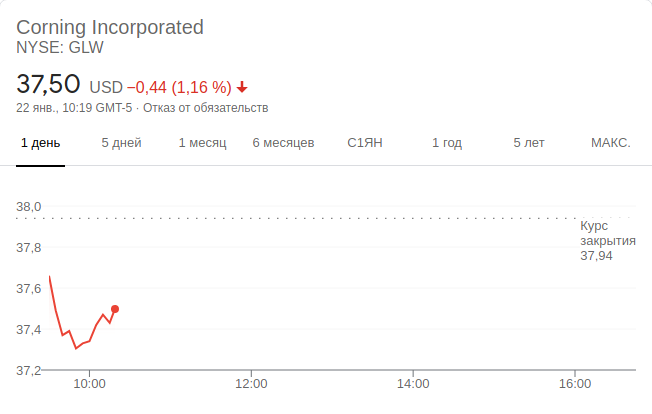 Corning Incorporated
NYSE: GLW
37,50 USD −0,44 (1,16 %)
22 янв., 10:19 GMT-5 · Отказ от обязательств
1 день 5 дней 1 месяц 6 месяцев С1ЯН 1 год 5 лет МАКС.
38,0
Курс
закрытия
37,94
37,8
37,6
37,4
37,2
10:00 12:00 14:00 16:00